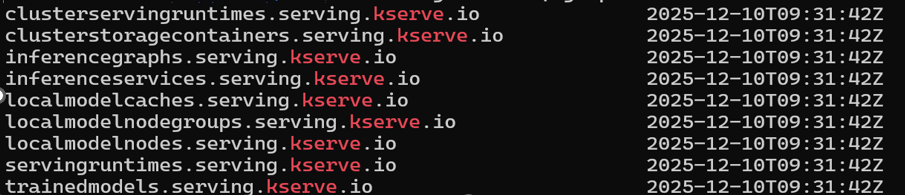 clusterservingruntimes.serving.kserve.io 2025-12-10T09:31:42Z
clusterstoragecontainers.serving.kserve.io 2025-12-10T09:31:42Z
inferencegraphs.serving.kserve.io 2025-12-10T09:31:42Z
inferenceservices.serving.kserve.io 2025-12-10T09:31:42Z
localmodelcaches.serving.kserve.io 2025-12-10T09:31:42Z
localmodelnodegroups.serving.kserve.io 2025-12-10T09:31:42Z
localmodelnodes.serving.kserve.io 2025-12-10T09:31:42Z
servingruntimes.serving.kserve.io 2025-12-10T09:31:42Z
trainedmodels.serving.kserve.io 2025-12-10T09:31:42Z